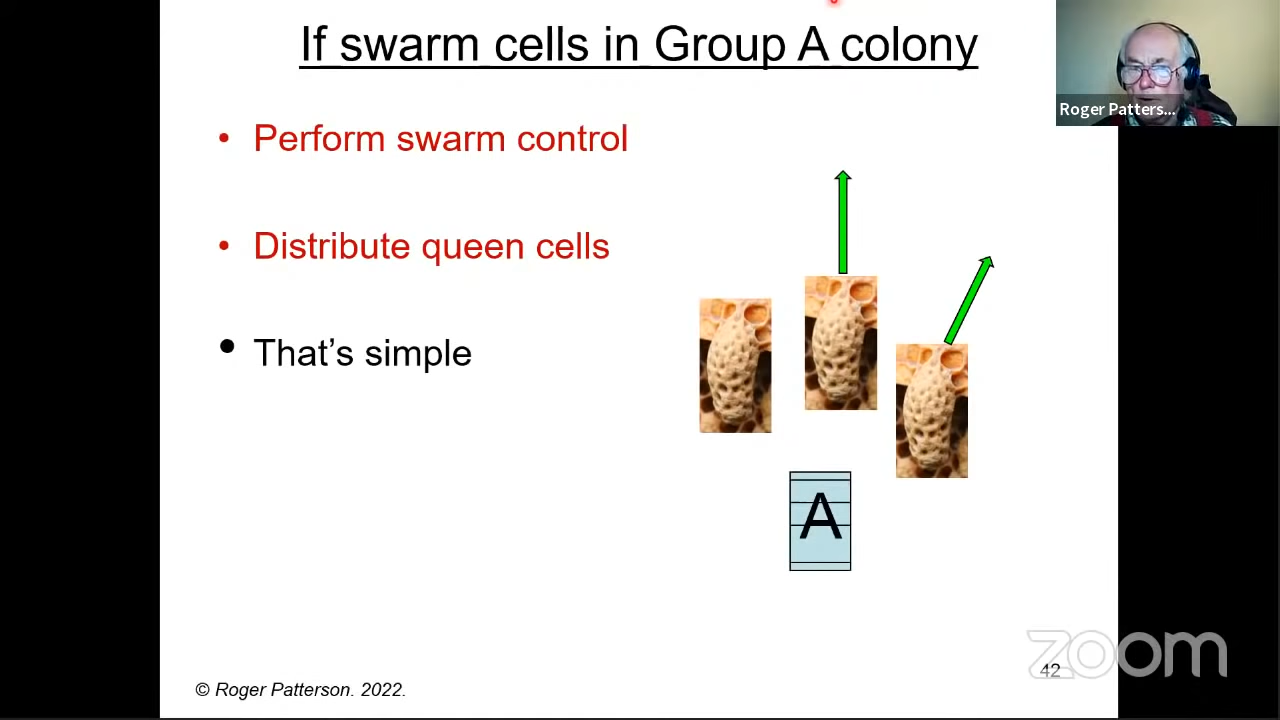 If swarm cells in Group A colony
Roger Patters...
• Perform swarm control
• Distribute queen cells
• That’s simple
A
zoom
42
© Roger Patterson. 2022.